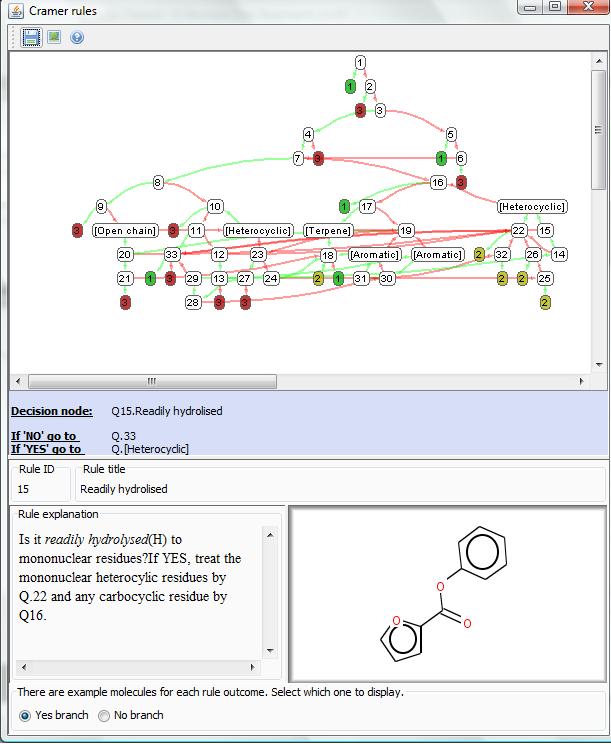 Cramer rules
1
1 2
3 3
4 5
7 3 1 6
8 16 3
9 10 1 17 [Heterocyclic]
3 [Open chain] 3 11 [Heterocyclic] [Terpene] 19 22 15
20 33 12 23 18 [Aromatic] [Aromatic] 2 32 26 14
21 1 3 29 13 27 24 2 1 31 30 2 2 25
3 28 3 3 2
Decision node: Q15.Readily hydrolised
If 'NO' go to Q.33
If 'YES' go to Q.[Heterocyclic]
Rule ID Rule title
15 Readily hydrolised
Rule explanation
Is it readily hydrolysed(H) to
mononuclear residues?If YES, treat the
mononuclear heterocyclic residues by
Q.22 and any carbocyclic residue by
Q16.
O
O
O
There are example molecules for each rule outcome. Select which one to display.
Yes branch No branch